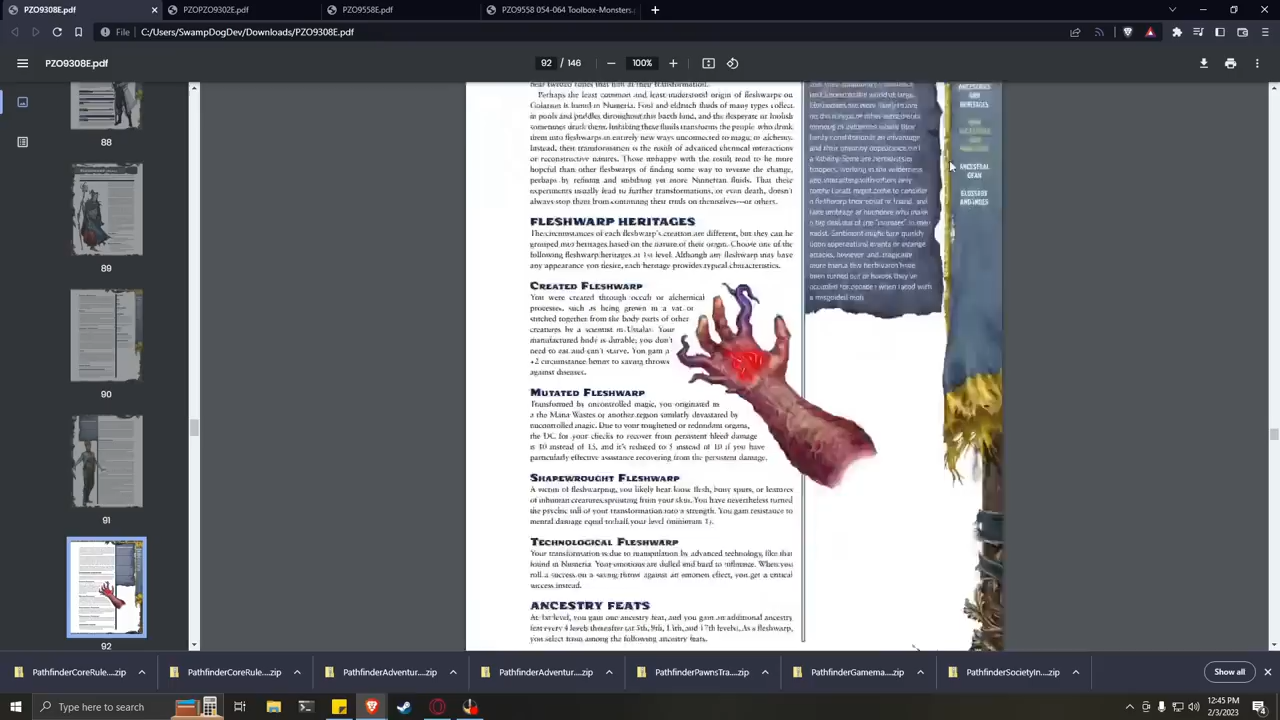 PZO9308E.pdf
PZOPZO9302E.pdf
PZO9558E.pdf
PZO9558 054-064 Toolbox-Monsters.
File
C:/SwampDogDev/Downloads/PZO9308E.pdf
PZO9308E.pdf
92 / 146
100%
88
89
90
91
92
Perhaps the least common and least understood origin of fleshwarps on
Golarion is found in Numeria. Foul and eldritch fluids of many types collect
in pools and puddles throughout this harsh land, and the desperate or foolish
sometimes drink them. Imbibing these fluids transforms the people who drink
them into fleshwarps in entirely new ways unconnected to magic or alchemy.
Instead, their transformation is the result of advanced chemical interactions
or reconstructive natures. Those unhappy with the result tend to be more
hopeful than other fleshwarps of finding some way to reverse the change,
perhaps by refining and imbibing yet more Numerian fluids. That these
experiments usually lead to further transformations, or even death, doesn't
always stop them from continuing their trials on themselves—or others.
FLESHWARP HERITAGES
The circumstances of each fleshwarp's creation are different, but they can be
grouped into heritages based on the nature of their origin. Choose one of the
following fleshwarp heritages at 1st level. Although any fleshwarp may have
any appearance you desire, each heritage provides typical characteristics.
CREATED FLESHWARP
You were created through occult or alchemical
processes, such as being grown in a vat or
stitched together from the body parts of other
creatures by a scientist in Ustalav. Your
manufactured body is durable; you don't
need to eat and can't starve. You gain a
+2 circumstance bonus to saving throws
against diseases.
MUTATED FLESHWARP
Transformed by uncontrolled magic, you originated in
a the Mana Wastes or another region similarly devastated by
uncontrolled magic. Due to your toughened or redundant organs,
the DC for your checks to recover from persistent bleed damage
is 10 instead of 15, and it's reduced to 5 instead of 10 if you have
particularly effective assistance recovering from the persistent damage.
SHAPEWROUGHT FLESHWARP
A victim of fleshwarping, you likely bear loose flesh, bony spurs, or features
of inhuman creatures sprouting from your skin. You have nevertheless turned
the psychic toll of your transformation into a strength. You gain resistance to
mental damage equal to half your level (minimum 1).
TECHNOLOGICAL FLESHWARP
Your transformation is due to manipulation by advanced technology, like that
found in Numeria. Your emotions are dulled and hard to influence. When you
roll a success on a saving throw against an emotion effect, you get a critical
success instead.
ANCESTRY FEATS
At 1st level, you gain one ancestry feat, and you gain an additional ancestry
feat every 4 levels thereafter (at 5th, 9th, 13th, and 17th levels). As a fleshwarp,
you select from among the following ancestry feats.
ANCESTRAL
GEAR
GLOSSARY
AND INDEX
PathfinderCoreRule....zip
PathfinderCoreRule....zip
PathfinderAdventur....zip
PathfinderAdventur....zip
PathfinderPawnsTra....zip
PathfinderGamema....zip
PathfinderSocietyIn....zip
Show all
Type here to search
12:45 PM
2/3/2023